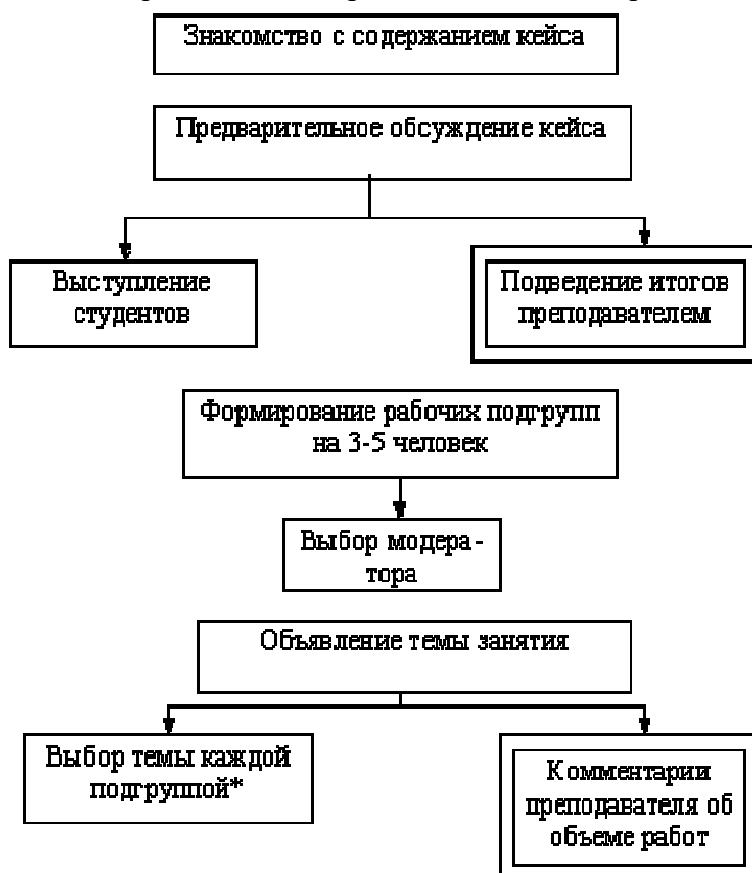 Знакомство с содержанием кейса
Предварительное обсуждение кейса
Выступление
студентов
Подведение итогов
преподавателем
Формирование рабочих подгрупп
на 3-5 человек
Выбор модера-
тора
Объявление темы занятия
Выбор темы каждой
подгруппой*
Комментарии
преподавателя об
объеме работ